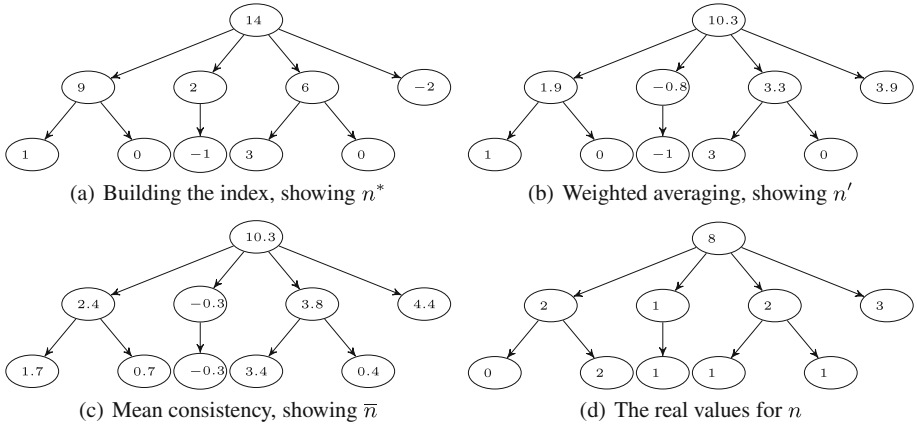 14 10.3
9 2 6 −2 1.9 −0.8 3.3 3.9
1 0 −1 3 0 1 0 −1 3 0
(a) Building the index, showing n* (b) Weighted averaging, showing n′
10.3 8
2.4 −0.3 3.8 4.4 2 1 2 3
1.7 0.7 −0.3 3.4 0.4 0 2 1 1 1
(c) Mean consistency, showing n̅ (d) The real values for n